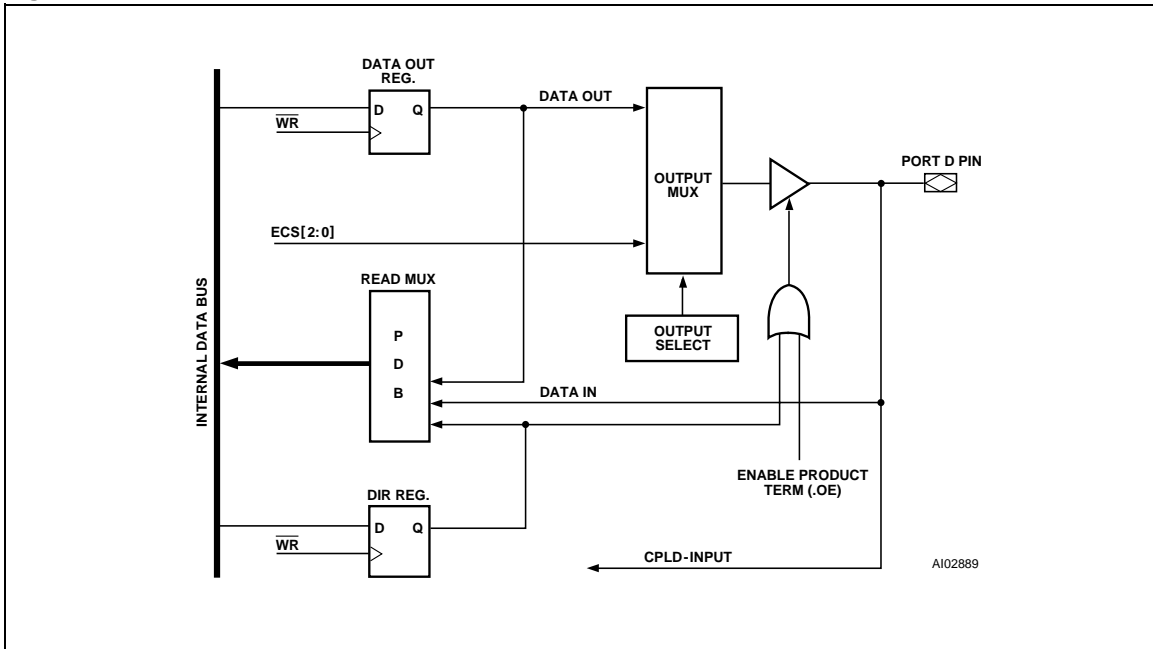 DATA OUT
REG.
D Q
WR
DATA OUT
OUTPUT
MUX
PORT D PIN
ECS[2:0]
READ MUX
P
D
B
OUTPUT
SELECT
INTERNAL DATA BUS
DATA IN
ENABLE PRODUCT
TERM (.OE)
DIR REG.
D Q
WR
CPLD-INPUT
AI02889